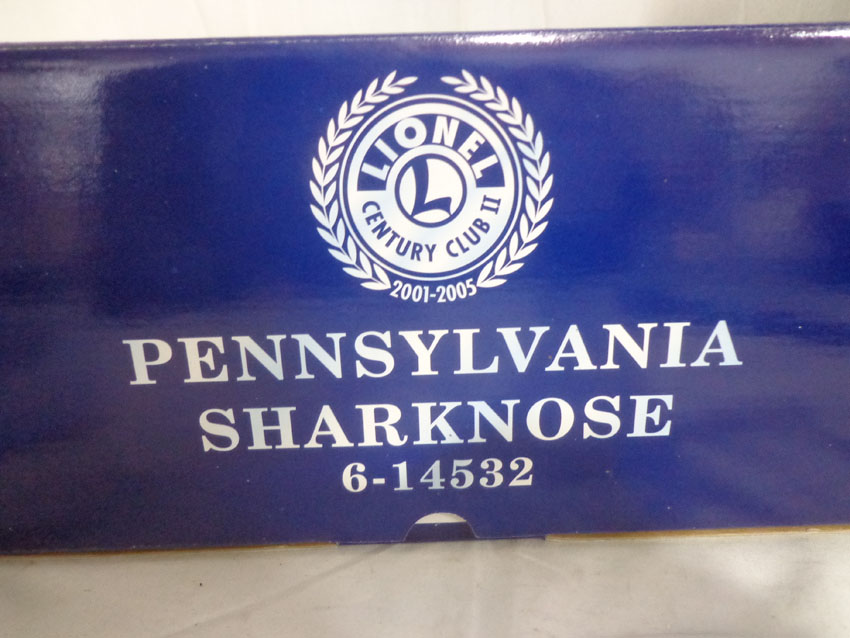 LIONEL
L
CENTURY CLUB II
2001-2005
PENNSYLVANIA
SHARKNOSE
6-14532